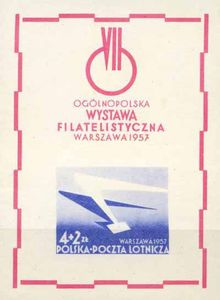 VII
OGÓLNOPOLSKA
WYSTAWA
FILATELISTYCZNA
WARSZAWA 1957
4+2 ZŁ
WARSZAWA 1957
POLSKA·POCZTA LOTNICZA